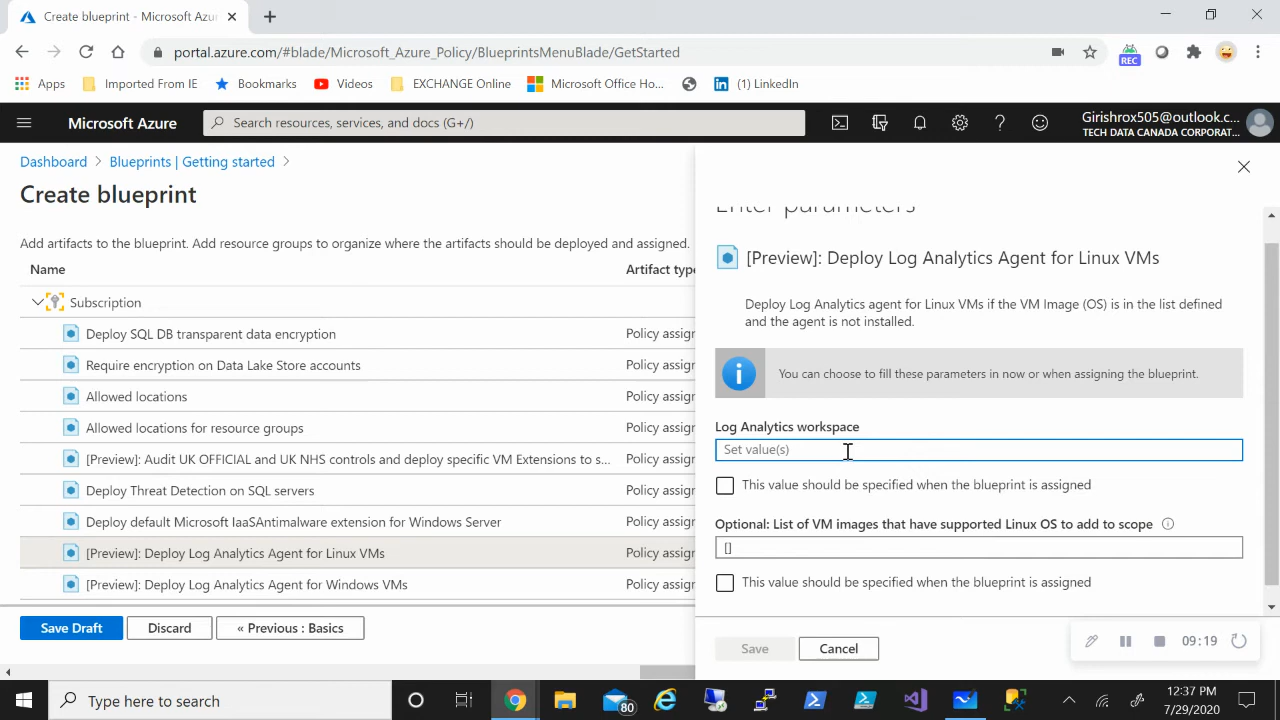 Create blueprint - Microsoft Azu
portal.azure.com/#blade/Microsoft_Azure_Policy/BlueprintsMenuBlade/GetStarted
REC
Apps
Imported From IE
Bookmarks
Videos
EXCHANGE Online
Microsoft Office Ho...
(1) LinkedIn
Microsoft Azure
Search resources, services, and docs (G+/)
Girishrox505@outlook.c...
TECH DATA CANADA CORPORAT...
Dashboard > Blueprints | Getting started >
Create blueprint
Add artifacts to the blueprint. Add resource groups to organize where the artifacts should be deployed and assigned.
Name
Artifact type
Subscription
Deploy SQL DB transparent data encryption
Policy assigr
Require encryption on Data Lake Store accounts
Policy assigr
Allowed locations
Policy assigr
Allowed locations for resource groups
Policy assigr
[Preview]: Audit UK OFFICIAL and UK NHS controls and deploy specific VM Extensions to s...
Policy assigr
Deploy Threat Detection on SQL servers
Policy assigr
Deploy default Microsoft IaaSAntimalware extension for Windows Server
Policy assigr
[Preview]: Deploy Log Analytics Agent for Linux VMs
Policy assigr
[Preview]: Deploy Log Analytics Agent for Windows VMs
Policy assigr
Save Draft
Discard
« Previous : Basics
Enter parameters
[Preview]: Deploy Log Analytics Agent for Linux VMs
Deploy Log Analytics agent for Linux VMs if the VM Image (OS) is in the list defined
and the agent is not installed.
You can choose to fill these parameters in now or when assigning the blueprint.
Log Analytics workspace
Set value(s)
This value should be specified when the blueprint is assigned
Optional: List of VM images that have supported Linux OS to add to scope
[]
This value should be specified when the blueprint is assigned
Save
Cancel
09:19
Type here to search
80
12:37 PM
7/29/2020